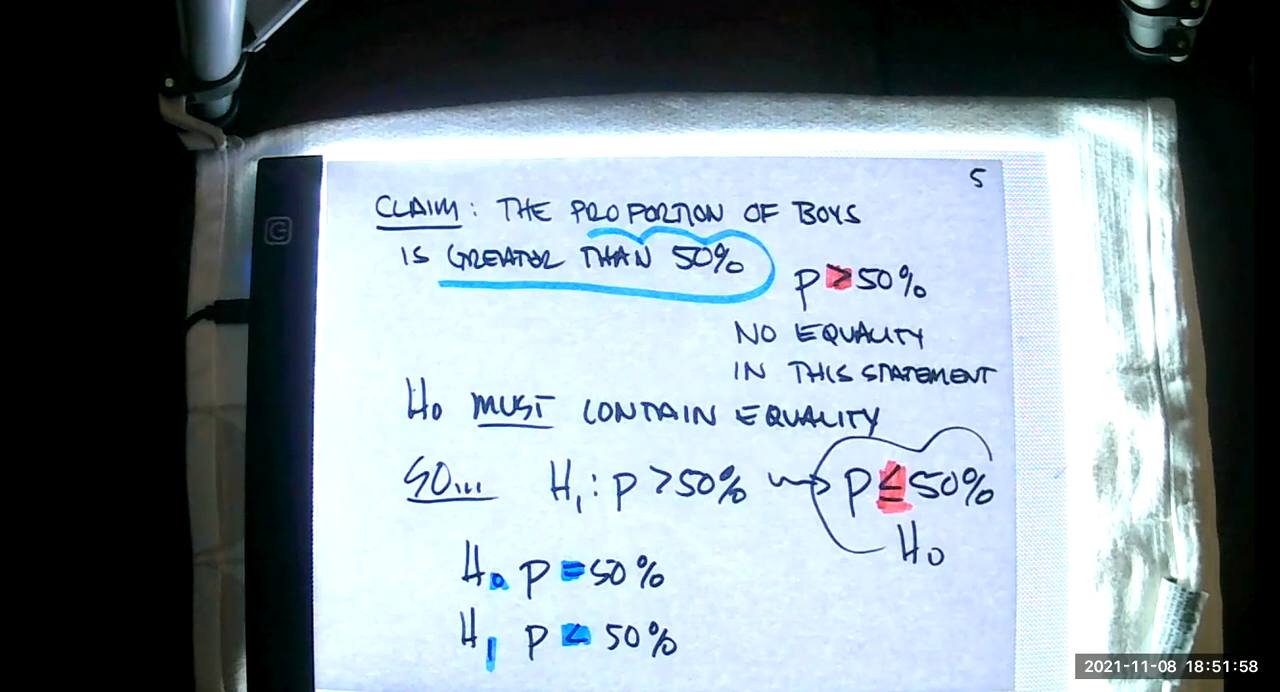 5
CLAIM: THE PROPORTION OF BOYS
IS GREATER THAN 50%
p > 50%
NO EQUALITY
IN THIS STATEMENT
H0 MUST CONTAIN EQUALITY
SO... H1: p > 50% → p ≤ 50%
H0
H0 p = 50%
H1 p < 50%
2021-11-08 18:51:58